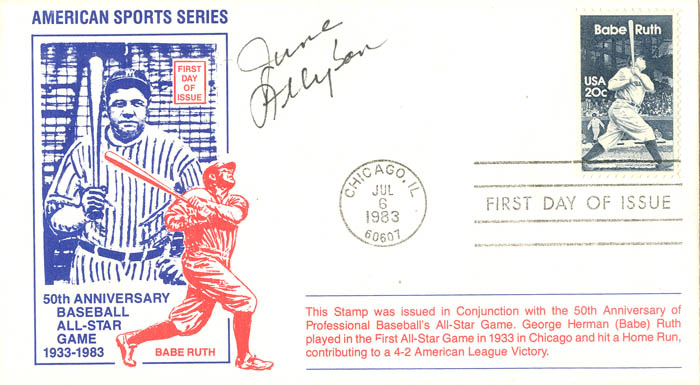 AMERICAN SPORTS SERIES
FIRST
DAY
OF
ISSUE
June
Allyson
Babe Ruth
USA
20c
CHICAGO, IL
JUL
6
1983
60607
FIRST DAY OF ISSUE
50th ANNIVERSARY
BASEBALL
ALL-STAR
GAME
1933-1983
BABE RUTH
This Stamp was issued in Conjunction with the 50th Anniversary of
Professional Baseball's All-Star Game. George Herman (Babe) Ruth
played in the First All-Star Game in 1933 in Chicago and hit a Home Run,
contributing to a 4-2 American League Victory.